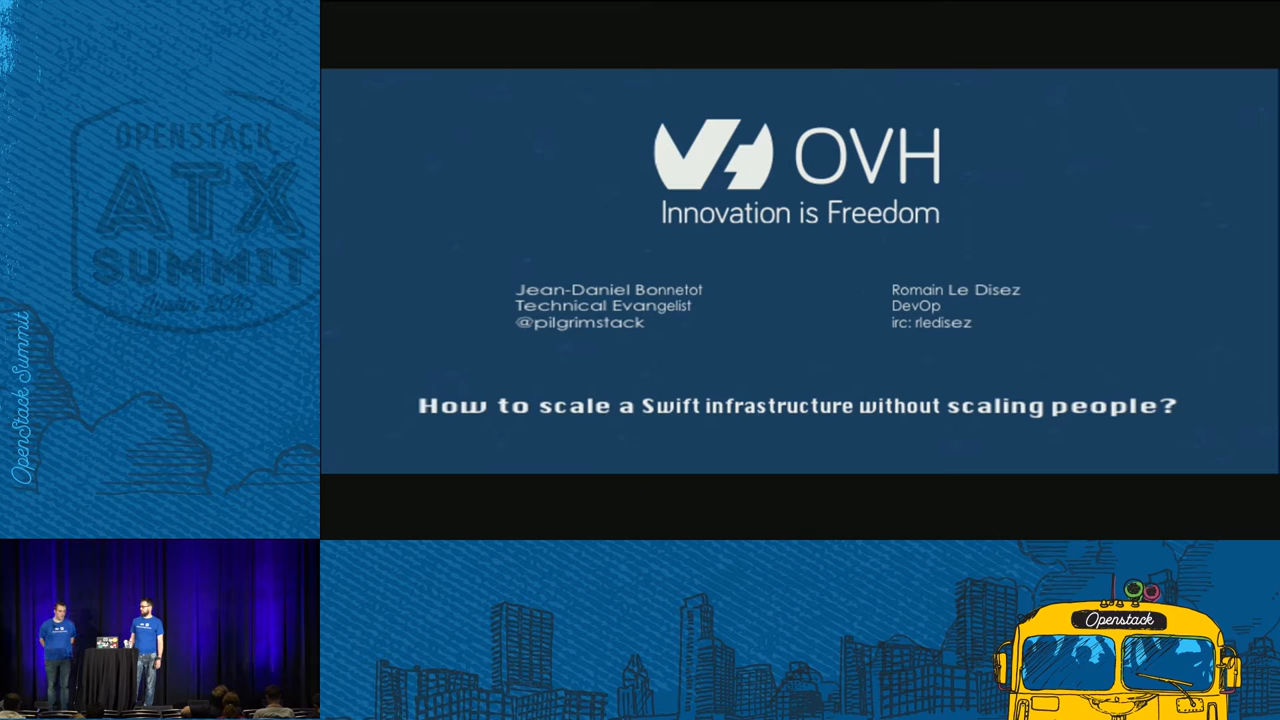 OPENSTACK
ATX
SUMMIT
OpenStack Summit
OVH
Innovation is Freedom
Jean-Daniel Bonnetot
Technical Evangelist
@pilgrimstack
Romain Le Disez
DevOp
irc: rledisez
How to scale a Swift infrastructure without scaling people?
Openstack